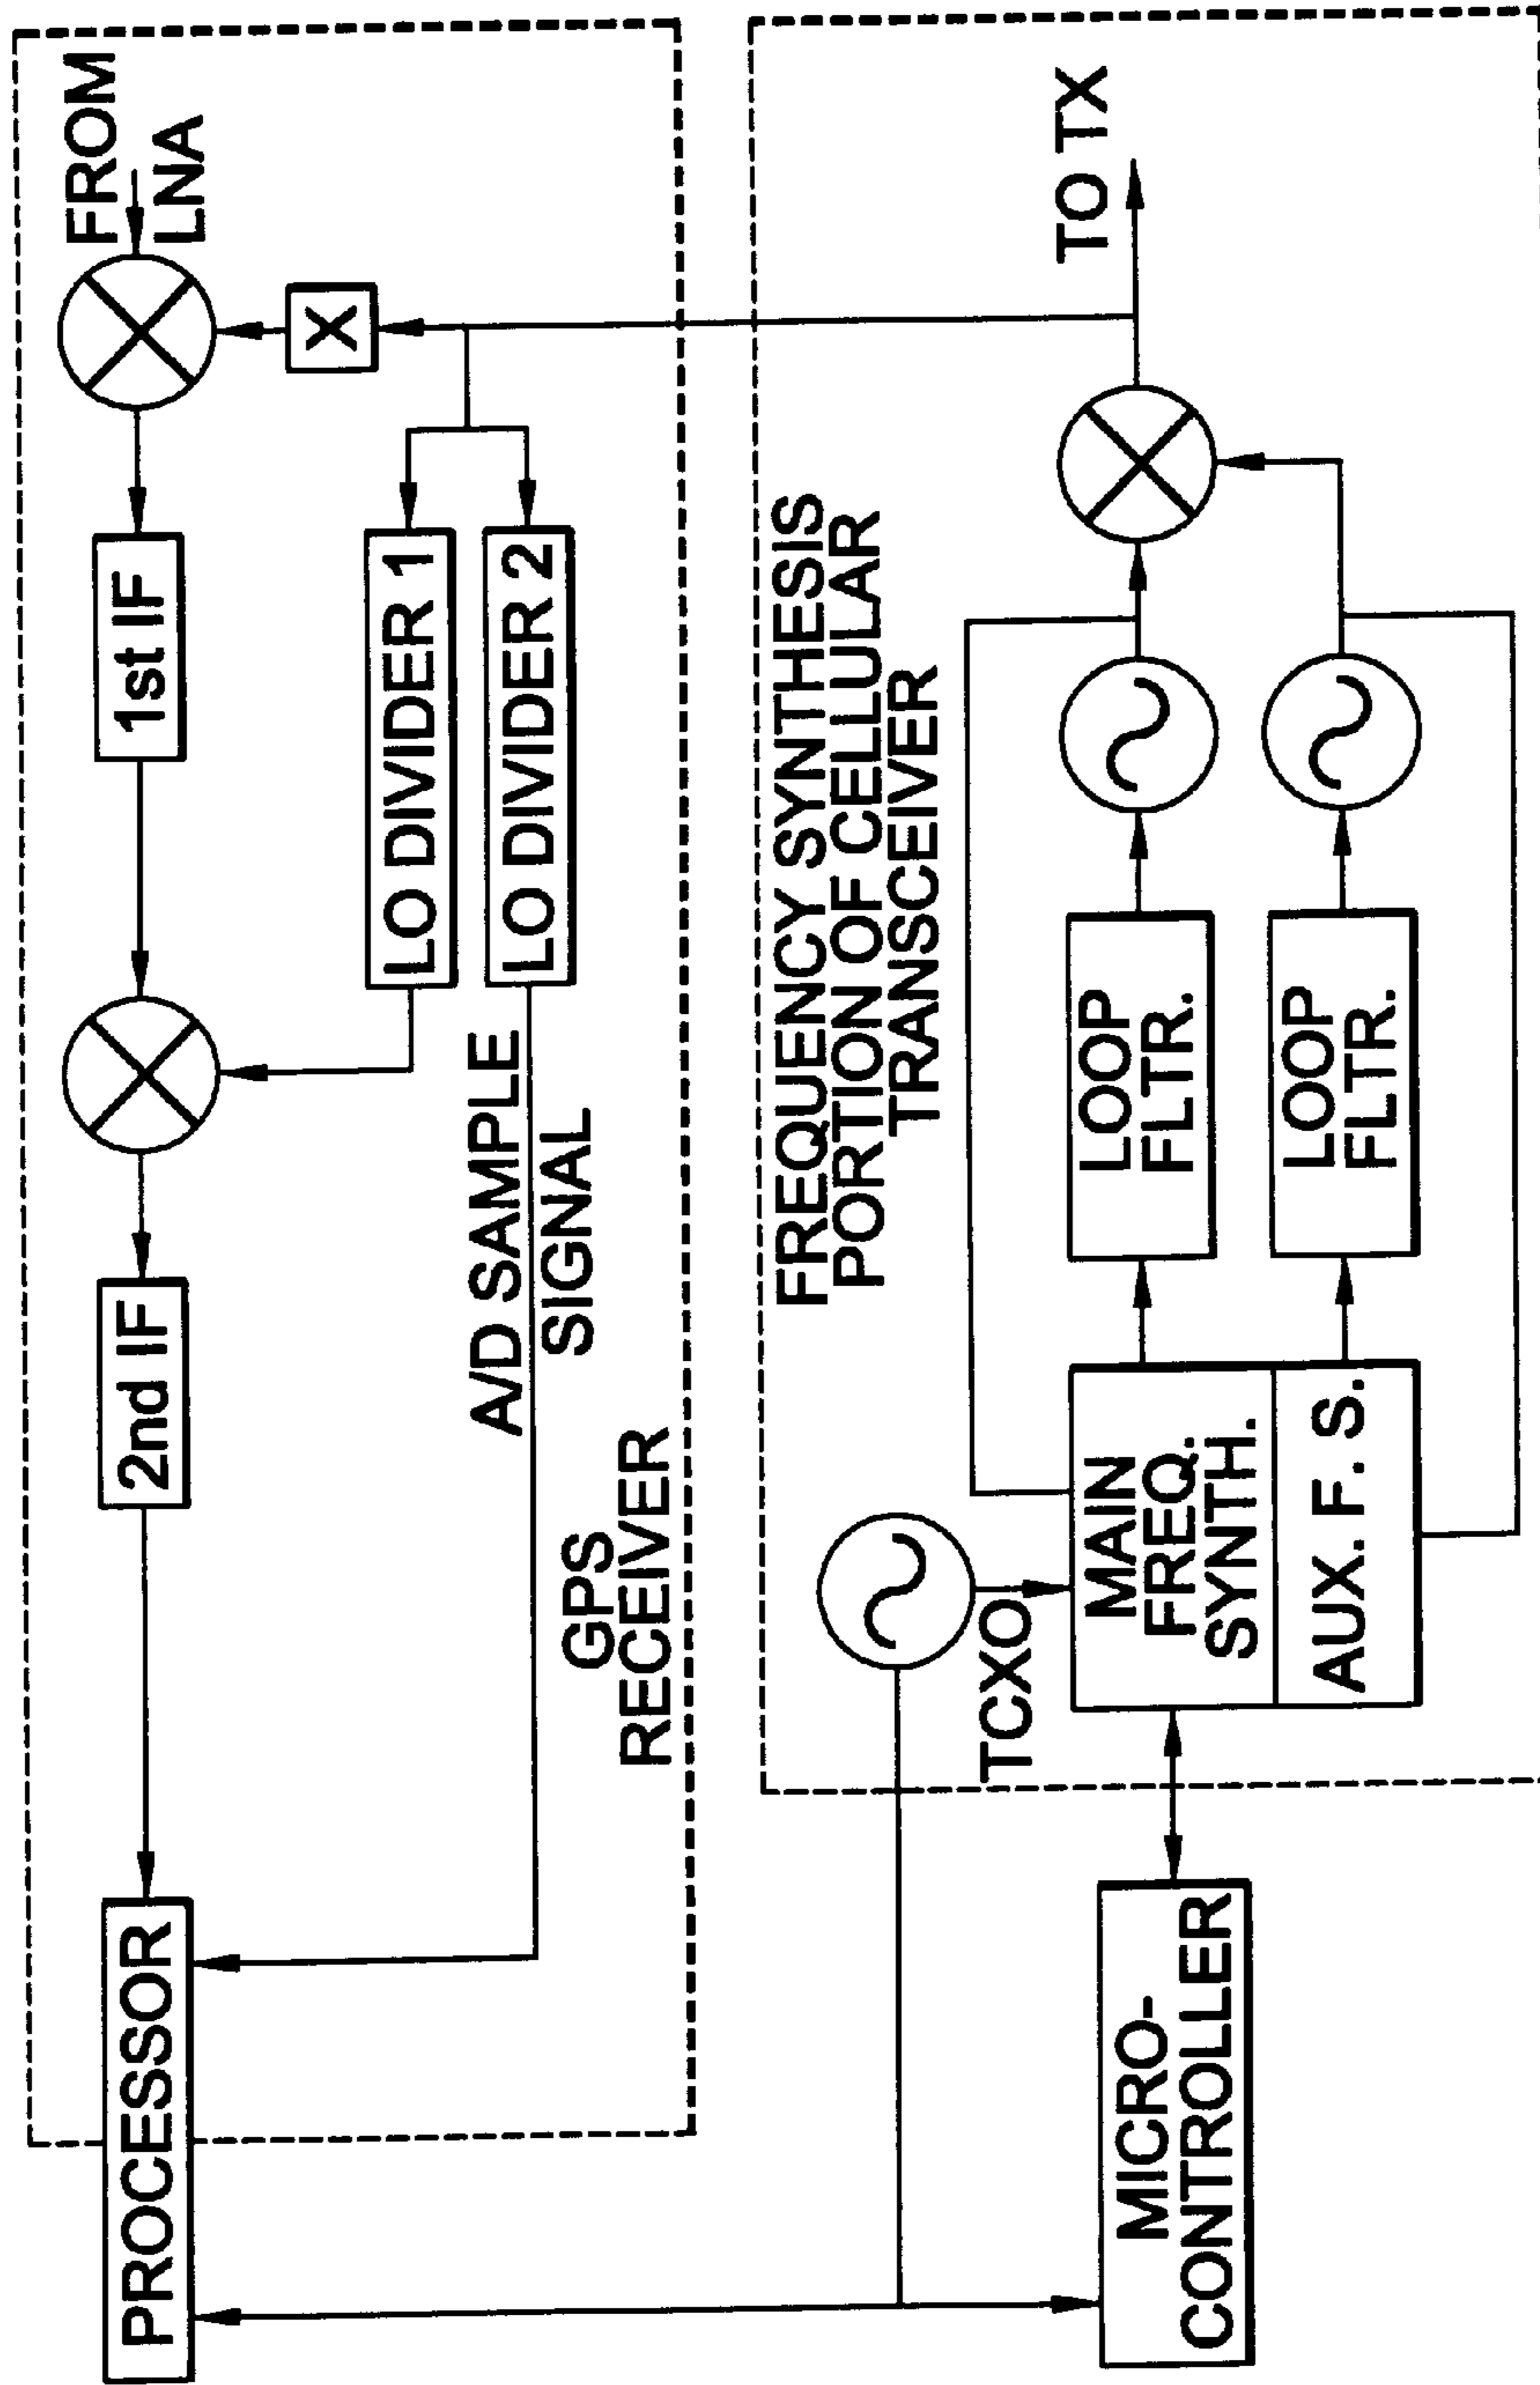 PROCESSOR
2nd IF
1st IF
FROM
LNA
X
LO DIVIDER 1
LO DIVIDER 2
A/D SAMPLE
SIGNAL
GPS
RECEIVER
FREQUENCY SYNTHESIS
PORTION OF CELLULAR
TRANSCEIVER
TCXO
TO TX
MICRO-
CONTROLLER
MAIN
FREQ.
SYNTH.
AUX. F. S.
LOOP
FLTR.
LOOP
FLTR.